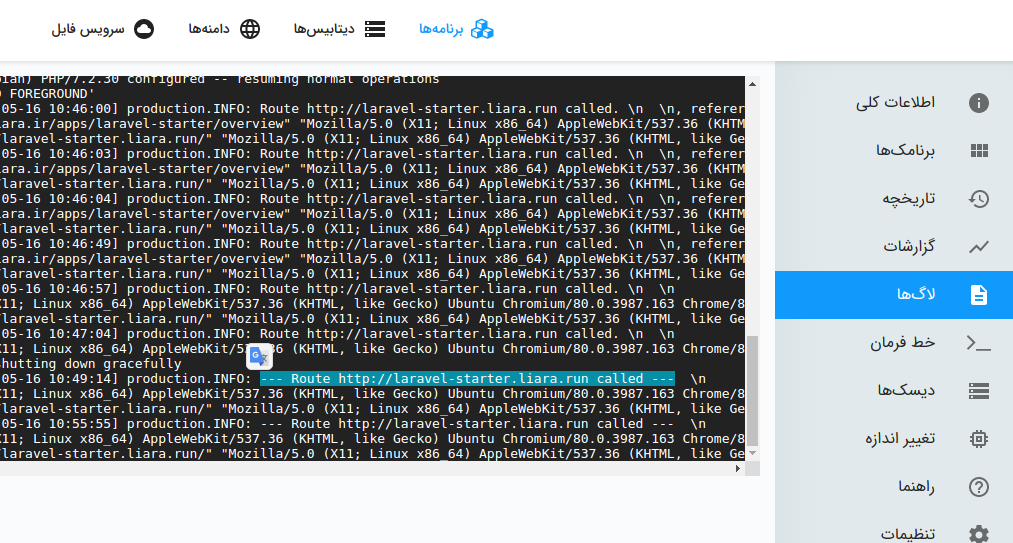 برنامه‌ها
دیتابیس‌ها
دامنه‌ها
سرویس فایل
اطلاعات کلی
برنامک‌ها
تاریخچه
گزارشات
لاگ‌ها
خط فرمان
دیسک‌ها
تغییر اندازه
راهنما
تنظیمات
ian) PHP/7.2.30 configured -- resuming normal operations
FOREGROUND'
05-16 10:46:00] production.INFO: Route http://laravel-starter.liara.run called. \n  \n, referer
iara.ir/apps/laravel-starter/overview" "Mozilla/5.0 (X11; Linux x86_64) AppleWebKit/537.36 (KHTM
/laravel-starter.liara.run/" "Mozilla/5.0 (X11; Linux x86_64) AppleWebKit/537.36 (KHTML, like Ge
05-16 10:46:03] production.INFO: Route http://laravel-starter.liara.run called. \n  \n, referer
iara.ir/apps/laravel-starter/overview" "Mozilla/5.0 (X11; Linux x86_64) AppleWebKit/537.36 (KHTM
/laravel-starter.liara.run/" "Mozilla/5.0 (X11; Linux x86_64) AppleWebKit/537.36 (KHTML, like Ge
05-16 10:46:04] production.INFO: Route http://laravel-starter.liara.run called. \n  \n, referer
iara.ir/apps/laravel-starter/overview" "Mozilla/5.0 (X11; Linux x86_64) AppleWebKit/537.36 (KHTM
/laravel-starter.liara.run/" "Mozilla/5.0 (X11; Linux x86_64) AppleWebKit/537.36 (KHTML, like Ge
05-16 10:46:49] production.INFO: Route http://laravel-starter.liara.run called. \n  \n, referer
iara.ir/apps/laravel-starter/overview" "Mozilla/5.0 (X11; Linux x86_64) AppleWebKit/537.36 (KHTM
/laravel-starter.liara.run/" "Mozilla/5.0 (X11; Linux x86_64) AppleWebKit/537.36 (KHTML, like Ge
05-16 10:46:57] production.INFO: Route http://laravel-starter.liara.run called. \n  \n
X11; Linux x86_64) AppleWebKit/537.36 (KHTML, like Gecko) Ubuntu Chromium/80.0.3987.163 Chrome/8
/laravel-starter.liara.run/" "Mozilla/5.0 (X11; Linux x86_64) AppleWebKit/537.36 (KHTML, like Ge
05-16 10:47:04] production.INFO: Route http://laravel-starter.liara.run called. \n  \n
X11; Linux x86_64) AppleWebKit/537.36 (KHTML, like Gecko) Ubuntu Chromium/80.0.3987.163 Chrome/8
shutting down gracefully
05-16 10:49:14] production.INFO: --- Route http://laravel-starter.liara.run called ---  \n
X11; Linux x86_64) AppleWebKit/537.36 (KHTML, like Gecko) Ubuntu Chromium/80.0.3987.163 Chrome/8
/laravel-starter.liara.run/" "Mozilla/5.0 (X11; Linux x86_64) AppleWebKit/537.36 (KHTML, like Ge
05-16 10:55:55] production.INFO: --- Route http://laravel-starter.liara.run called ---  \n
X11; Linux x86_64) AppleWebKit/537.36 (KHTML, like Gecko) Ubuntu Chromium/80.0.3987.163 Chrome/8
/laravel-starter.liara.run/" "Mozilla/5.0 (X11; Linux x86_64) AppleWebKit/537.36 (KHTML, like Ge